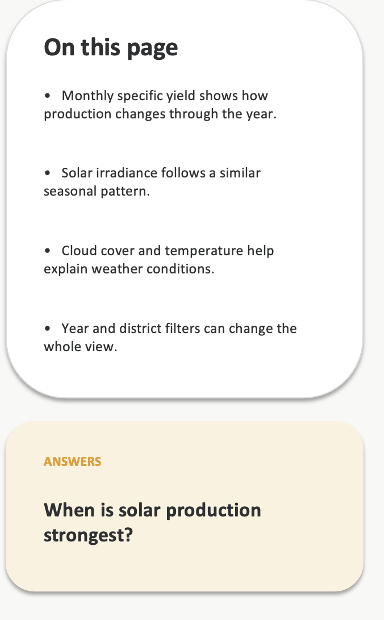 On this page
• Monthly specific yield shows how
production changes through the year.
• Solar irradiance follows a similar
seasonal pattern.
• Cloud cover and temperature help
explain weather conditions.
• Year and district filters can change the
whole view.
ANSWERS
When is solar production
strongest?